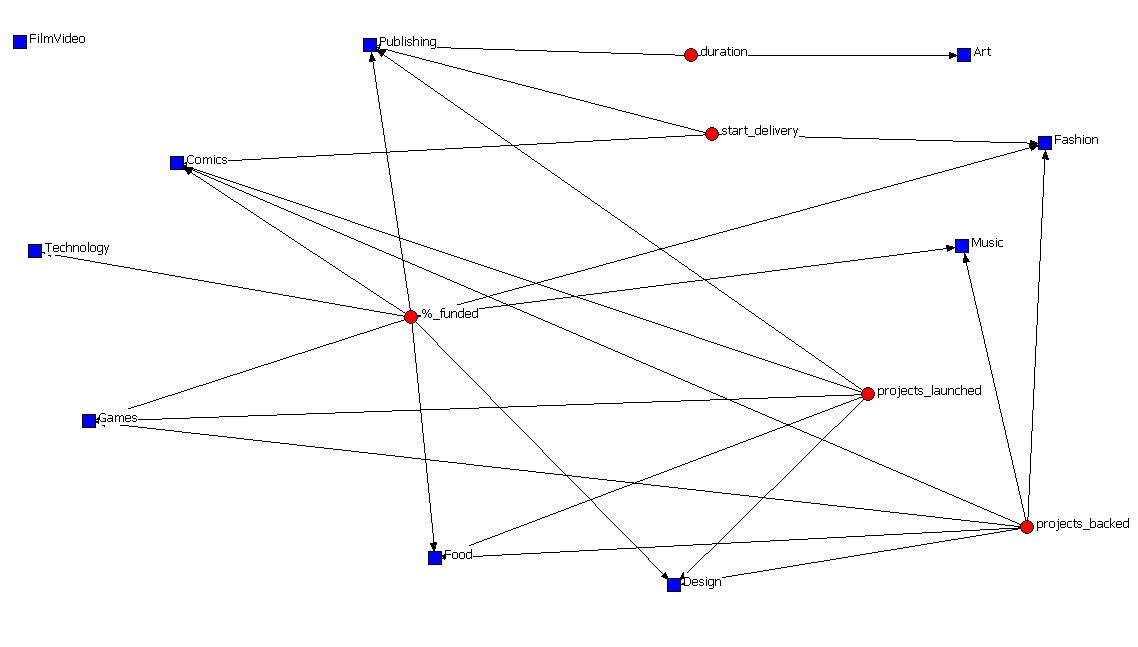 FilmVideo
Publishing
duration
Art
start_delivery
Fashion
Comics
Technology
Music
%_funded
projects_launched
Games
projects_backed
Food
Design